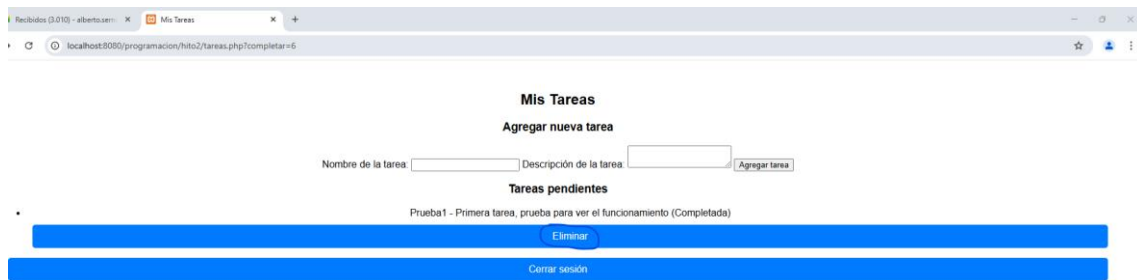 Recibidos (3.010) - alberto.serr
Mis Tareas
localhost:8080/programacion/hito2/tareas.php?completar=6
Mis Tareas
Agregar nueva tarea
Nombre de la tarea: Descripción de la tarea: Agregar tarea
Tareas pendientes
Prueba1 - Primera tarea, prueba para ver el funcionamiento (Completada)
Eliminar
Cerrar sesión